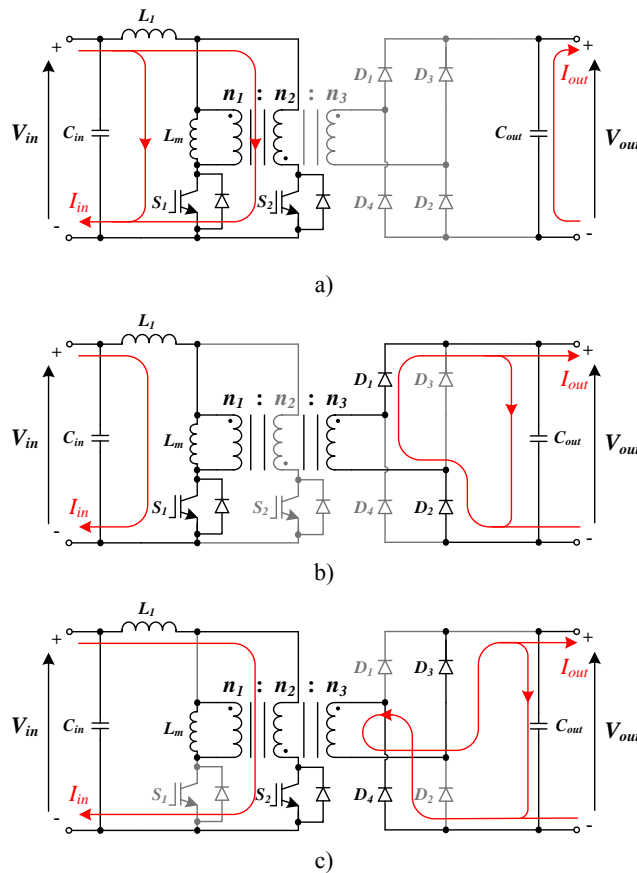 L1
+
+
D1
D3
Iout
n1 : n2 : n3
Vin
Cin
Lm
Cout
Vout
D4
D2
Iin
S1
S2
-
-
a)
L1
+
+
D1
D3
Iout
n1 : n2 : n3
Vin
Cin
Lm
Cout
Vout
Iin
S1
S2
D4
D2
-
-
b)
L1
+
+
D1
D3
Iout
n1 : n2 : n3
Vin
Cin
Lm
Cout
Vout
Iin
S1
S2
D4
D2
-
-
c)